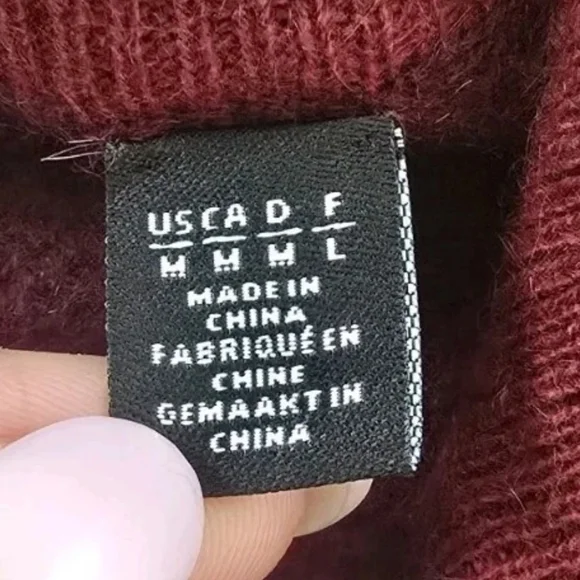 US CA D F
M M M L
MADE IN
CHINA
FABRIQUÉ EN
CHINE
GEMAAKT IN
CHINA